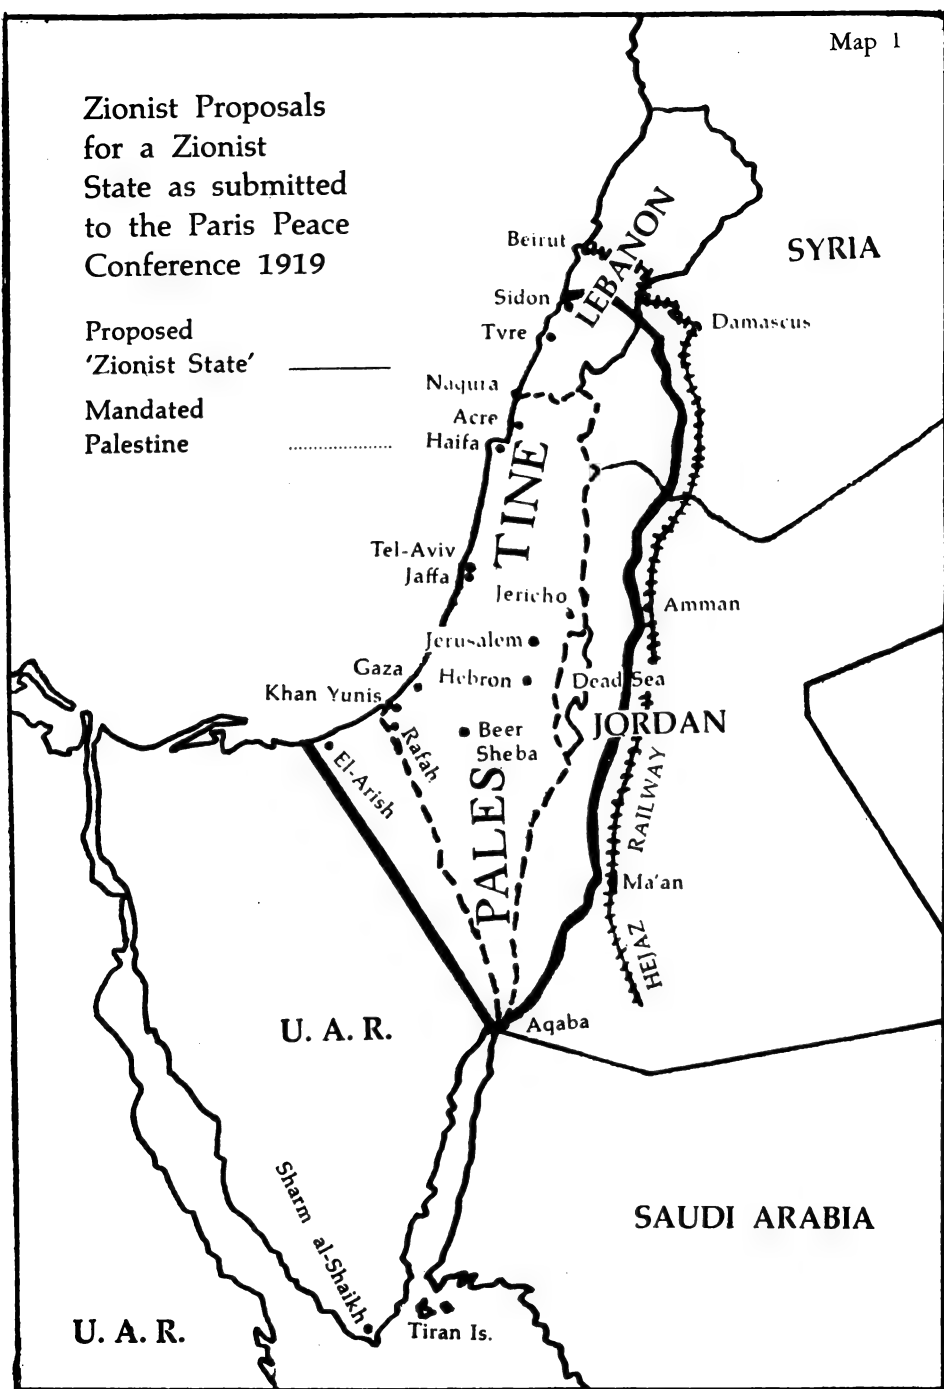 Map 1
Zionist Proposals
for a Zionist
State as submitted
to the Paris Peace
Conference 1919
Proposed
'Zionist State'
Mandated
Palestine
SYRIA
LEBANON
Beirut
Sidon
Tyre
Damascus
Naqura
Acre
Haifa
PALES
TINE
Tel-Aviv
Jaffa
Jericho
Amman
Jerusalem
Gaza
Hebron
Dead Sea
Khan Yunis
Rafah
Beer
Sheba
JORDAN
El-Arish
HEJAZ RAILWAY
Ma'an
Aqaba
U. A. R.
Sharm al-Shaikh
SAUDI ARABIA
Tiran Is.
U. A. R.